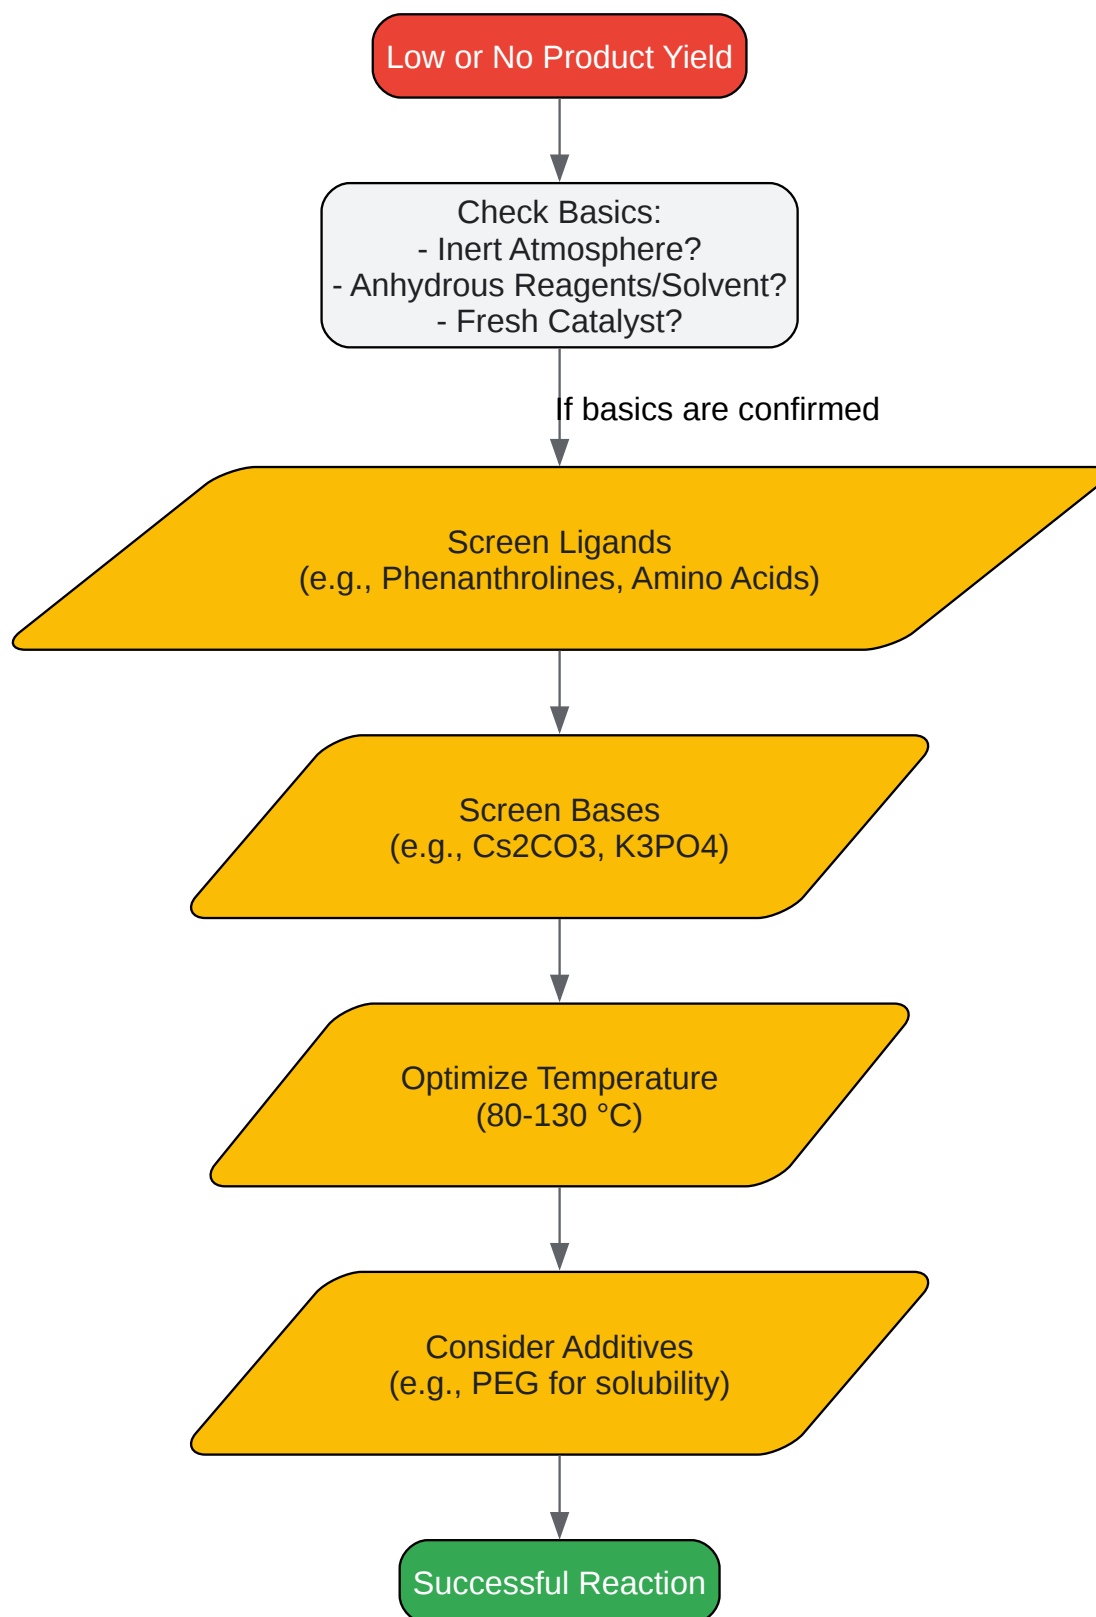 Low or No Product Yield
Check Basics:
- Inert Atmosphere?
- Anhydrous Reagents/Solvent?
- Fresh Catalyst?
If basics are confirmed
Screen Ligands
(e.g., Phenanthrolines, Amino Acids)
Screen Bases
(e.g., Cs2CO3, K3PO4)
Optimize Temperature
(80-130 °C)
Consider Additives
(e.g., PEG for solubility)
Successful Reaction